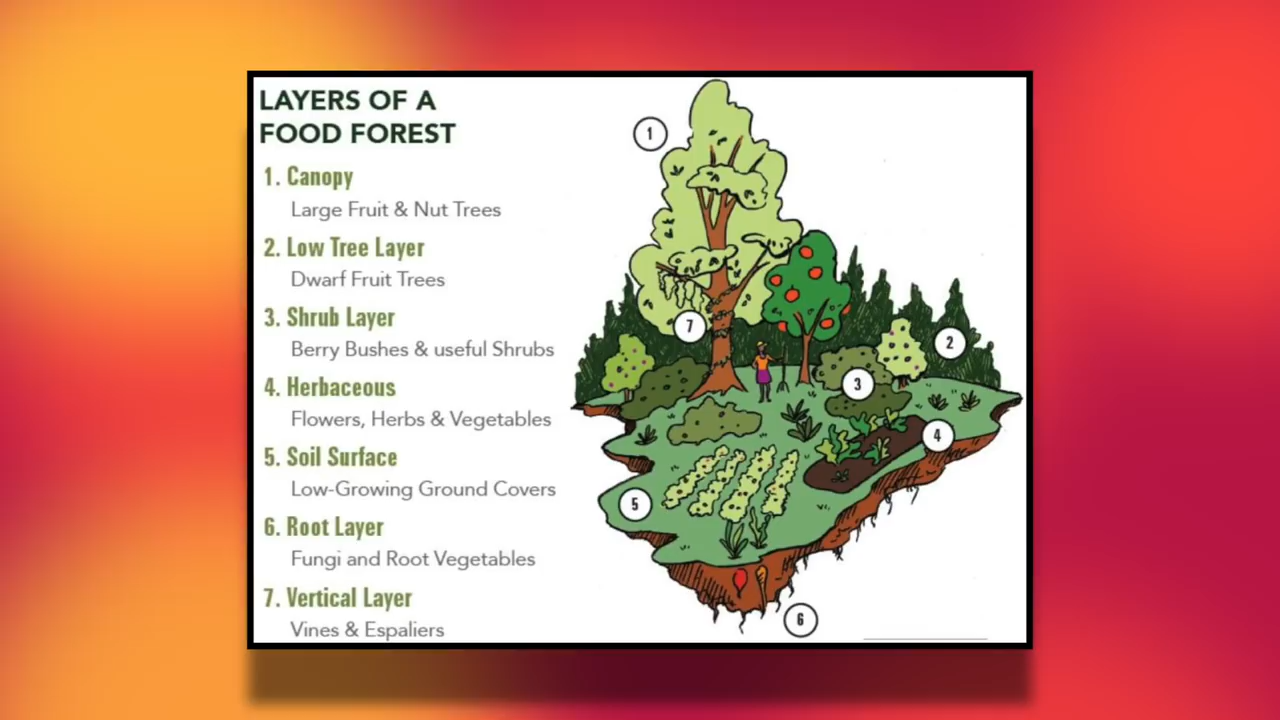 LAYERS OF A
FOOD FOREST
1. Canopy
Large Fruit & Nut Trees
2. Low Tree Layer
Dwarf Fruit Trees
3. Shrub Layer
Berry Bushes & useful Shrubs
4. Herbaceous
Flowers, Herbs & Vegetables
5. Soil Surface
Low-Growing Ground Covers
6. Root Layer
Fungi and Root Vegetables
7. Vertical Layer
Vines & Espaliers
1
7
2
3
4
5
6